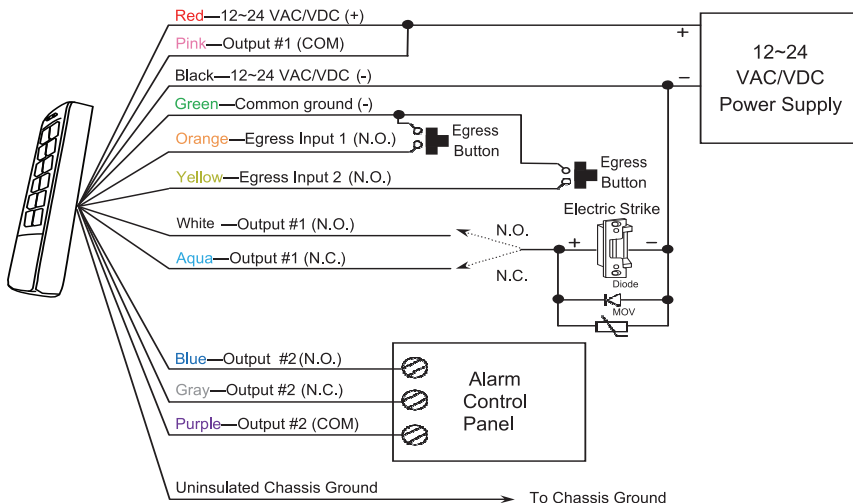 Red—12~24 VAC/VDC (+)
Pink—Output #1 (COM)
Black—12~24 VAC/VDC (-)
Green—Common ground (-)
Orange—Egress Input 1 (N.O.)
Yellow—Egress Input 2 (N.O.)
White —Output #1 (N.O.)
Aqua—Output #1 (N.C.)
Blue—Output #2 (N.O.)
Gray—Output #2 (N.C.)
Purple—Output #2 (COM)
Uninsulated Chassis Ground
To Chassis Ground
+
−
12~24
VAC/VDC
Power Supply
Egress
Button
Egress
Button
Electric Strike
N.O.
N.C.
+
−
Diode
MOV
Alarm
Control
Panel